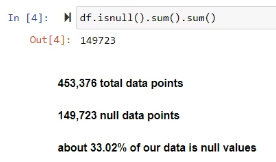 In [4]: df.isnull().sum().sum()
Out[4]: 149723
453,376 total data points
149,723 null data points
about 33.02% of our data is null values